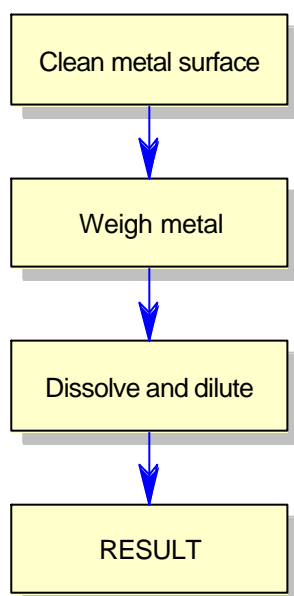 Clean metal surface
Weigh metal
Dissolve and dilute
RESULT